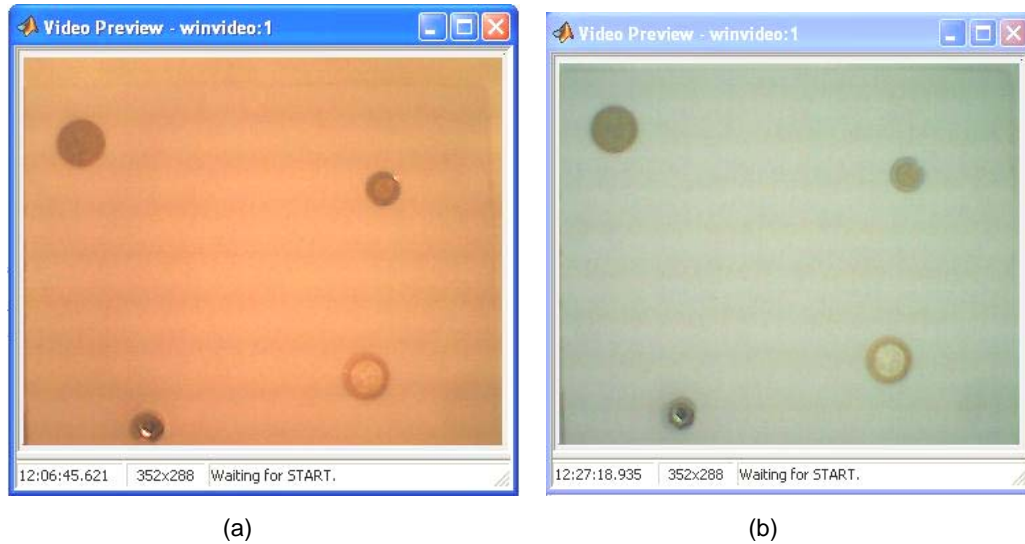 Video Preview - winvideo:1
Video Preview - winvideo:1
12:06:45.621 352x288 Waiting for START.
12:27:18.935 352x288 Waiting for START.
(a)
(b)